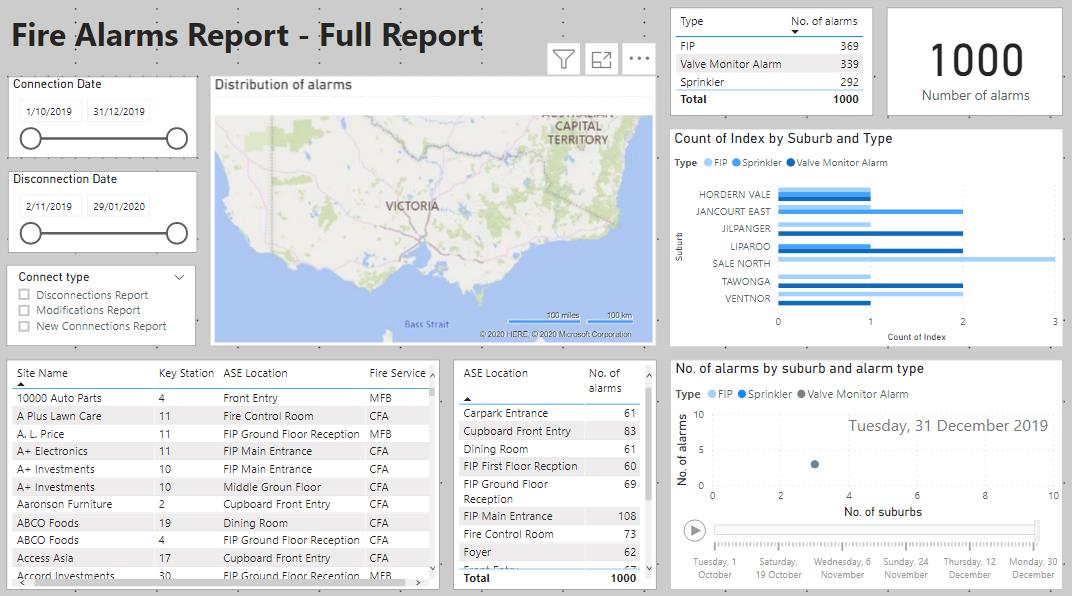 Fire Alarms Report - Full Report
Connection Date
1/10/2019 31/12/2019
Disconnection Date
2/11/2019 29/01/2020
Connect type
Disconnections Report
Modifications Report
New Connnections Report
Distribution of alarms
AUSTRALIAN
CAPITAL
TERRITORY
VICTORIA
Bass Strait
100 miles 100 km
© 2020 HERE, © 2020 Microsoft Corporation
Type No. of alarms
FIP 369
Valve Monitor Alarm 339
Sprinkler 292
Total 1000
1000
Number of alarms
Count of Index by Suburb and Type
Type FIP Sprinkler Valve Monitor Alarm
Suburb
HORDERN VALE
JANCOURT EAST
JILPANGER
LIPAROO
SALE NORTH
TAWONGA
VENTNOR
0 1 2 3
Count of Index
Site Name Key Station ASE Location Fire Service
10000 Auto Parts 4 Front Entry MFB
A Plus Lawn Care 11 Fire Control Room CFA
A. L. Price 11 FIP Ground Floor Reception MFB
A+ Electronics 11 FIP Main Entrance CFA
A+ Investments 10 FIP Main Entrance CFA
A+ Investments 10 Middle Groun Floor CFA
Aaronson Furniture 2 Cupboard Front Entry CFA
ABCO Foods 19 Dining Room CFA
ABCO Foods 4 FIP Ground Floor Reception CFA
Access Asia 17 Cupboard Front Entry CFA
Accord Investments 30 FIP Ground Floor Reception MFB
ASE Location No. of
alarms
Carpark Entrance 61
Cupboard Front Entry 83
Dining Room 61
FIP First Floor Recption 60
FIP Ground Floor 69
Reception
FIP Main Entrance 108
Fire Control Room 73
Foyer 62
Front Entry 67
Total 1000
No. of alarms by suburb and alarm type
Type FIP Sprinkler Valve Monitor Alarm
No. of alarms
10
Tuesday, 31 December 2019
5
0
0 2 4 6 8 10
No. of suburbs
Tuesday, 1 Saturday, Wednesday, 6 Sunday, 24 Thursday, 12 Monday, 30
October 19 October November November December December